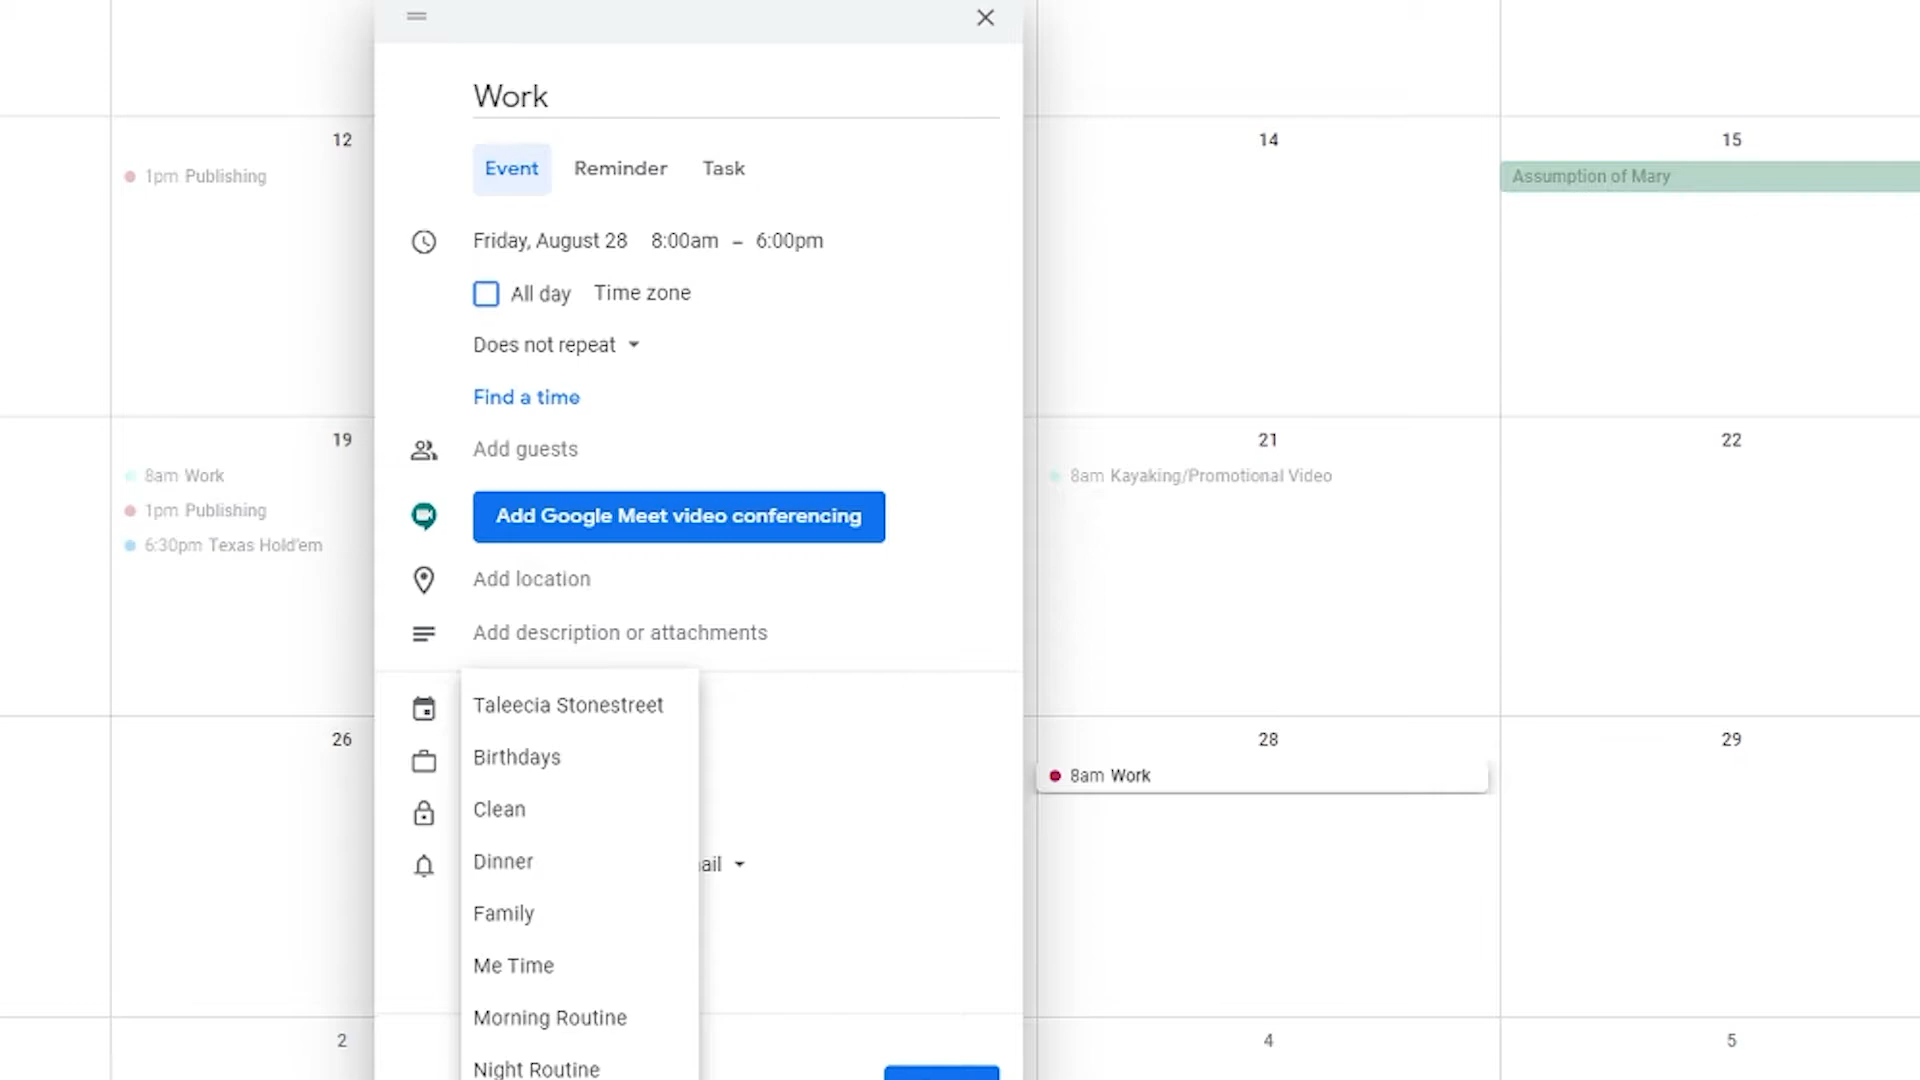 Work
Event Reminder Task
Friday, August 28 8:00am – 6:00pm
All day Time zone
Does not repeat
Find a time
Add guests
Add Google Meet video conferencing
Add location
Add description or attachments
Taleecia Stonestreet
Birthdays
Clean
Dinner
Family
Me Time
Morning Routine
Night Routine
12
1pm Publishing
14
15
Assumption of Mary
19
8am Work
1pm Publishing
6:30pm Texas Hold'em
21
8am Kayaking/Promotional Video
22
26
28
8am Work
29
2
4
5